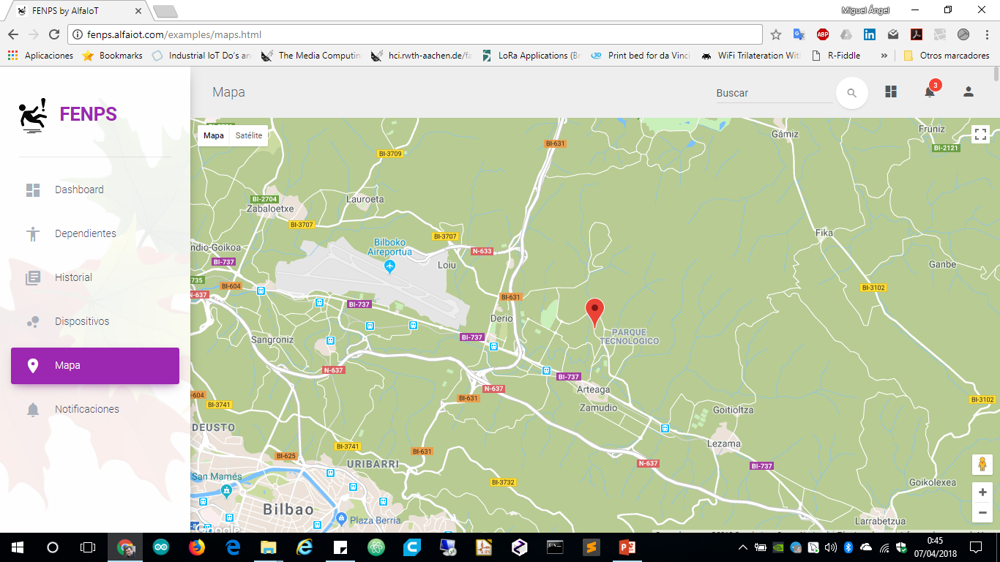 FENPS by AlfaIoT
Miguel Ángel
fenps.alfaiot.com/examples/maps.html
ABP
Aplicaciones
Bookmarks
Industrial IoT Do's an
The Media Computin
hci.rwth-aachen.de/fa
LoRa Applications (Br
Print bed for da Vinci
WiFi Trilateration Wit
R-Fiddle
»
Otros marcadores
FENPS
Mapa
Buscar
3
Dashboard
Dependientes
Historial
Dispositivos
Mapa
Notificaciones
Mapa
Satélite
BI-631
Gámiz
Frúniz
BI-2121
BI-3709
BI-2704
Zabaloetxe
Lauroeta
BI-3707
Bilboko
Aireportua
BI-3707
N-633
Loiu
Fika
ndio-Goikoa
BI-737
Ganbe
735
BI-604
N-637
BI-737
BI-631
BI-3102
Derio
PARQUE
TECNOLOGICO
Sangroniz
BI-737
N-637
BI-737
N-637
Arteaga
Zamudio
-604
BI-3741
BI-631
BI-3102
Goitioltza
DEUSTO
Lezama
BI-3741
BI-631
BI-625
URIBARRI
N-637
BI-737
San Mamés
BI-3732
Goikolexea
Bilbao
Plaza Berria
Larrabetzua
Google
0:45
07/04/2018